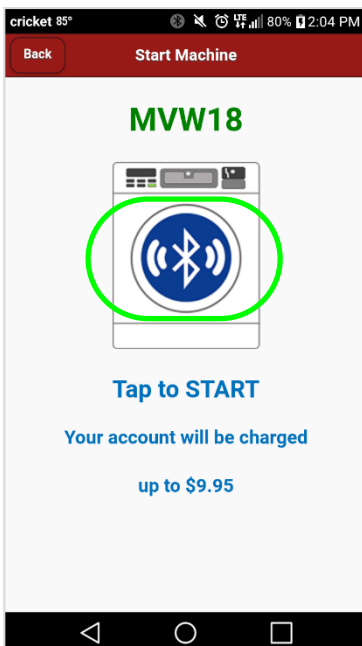 cricket 85° LTE 80% 2:04 PM
Back Start Machine
MVW18
Tap to START
Your account will be charged
up to $9.95